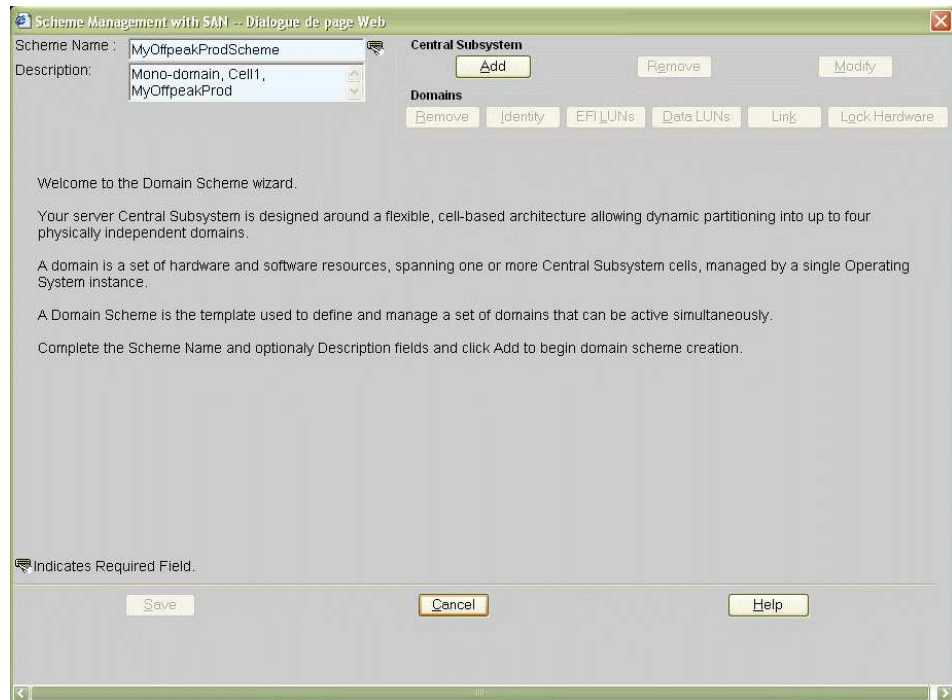 Scheme Management with SAN -- Dialogue de page Web
Scheme Name : MyOffpeakProdScheme
Description: Mono-domain, Cell1,
MyOffpeakProd
Central Subsystem
Add Remove Modify
Domains
Remove Identity EFI LUNs Data LUNs Link Lock Hardware
Welcome to the Domain Scheme wizard.
Your server Central Subsystem is designed around a flexible, cell-based architecture allowing dynamic partitioning into up to four
physically independent domains.
A domain is a set of hardware and software resources, spanning one or more Central Subsystem cells, managed by a single Operating
System instance.
A Domain Scheme is the template used to define and manage a set of domains that can be active simultaneously.
Complete the Scheme Name and optionaly Description fields and click Add to begin domain scheme creation.
Indicates Required Field.
Save Cancel Help